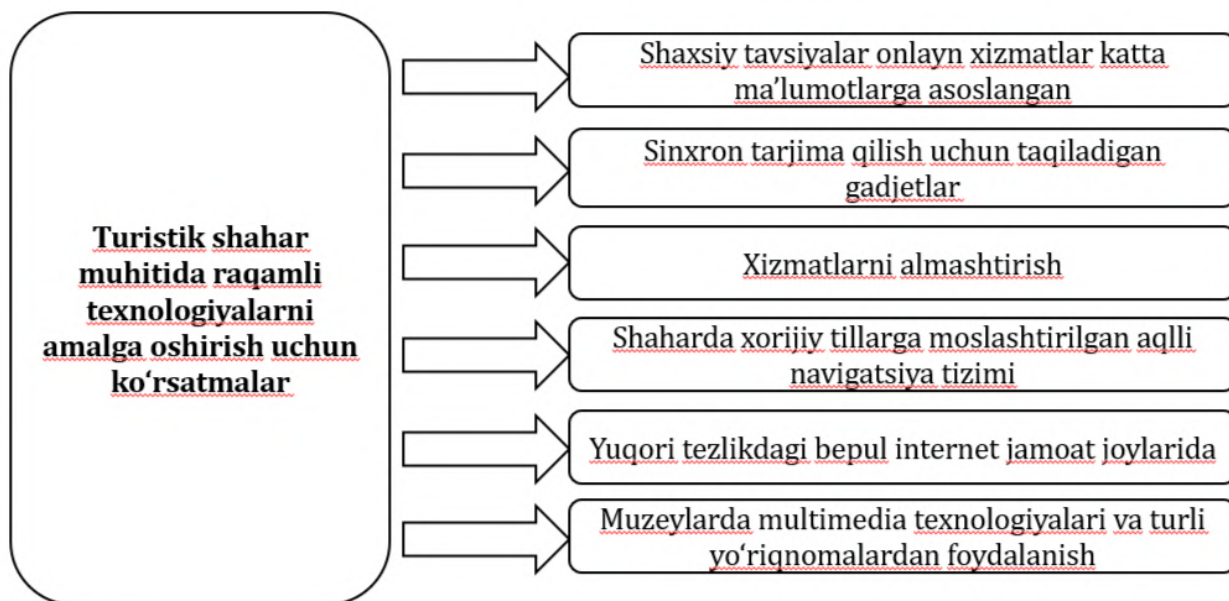 Turistik shahar
muhitida raqamli
texnologiyalarni
amalga oshirish uchun
ko‘rsatmalar
Shaxsiy tavsiyalar onlayn xizmatlar katta
ma’lumotlarga asoslangan
Sinxron tarjima qilish uchun taqiladigan
gadjetlar
Xizmatlarni almashtirish
Shaharda xorijiy tillarga moslashtirilgan aqlli
navigatsiya tizimi
Yuqori tezlikdagi bepul internet jamoat joylarida
Muzeylarda multimedia texnologiyalari va turli
yo‘riqnomalardan foydalanish